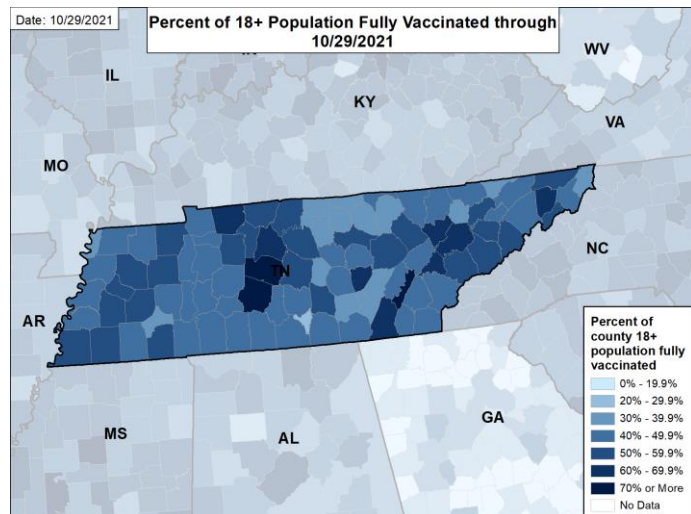 Date: 10/29/2021
Percent of 18+ Population Fully Vaccinated through
10/29/2021
WV
IL
KY
VA
MO
TN
NC
AR
MS
AL
GA
Percent of
county 18+
population fully
vaccinated
0% - 19.9%
20% - 29.9%
30% - 39.9%
40% - 49.9%
50% - 59.9%
60% - 69.9%
70% or More
No Data